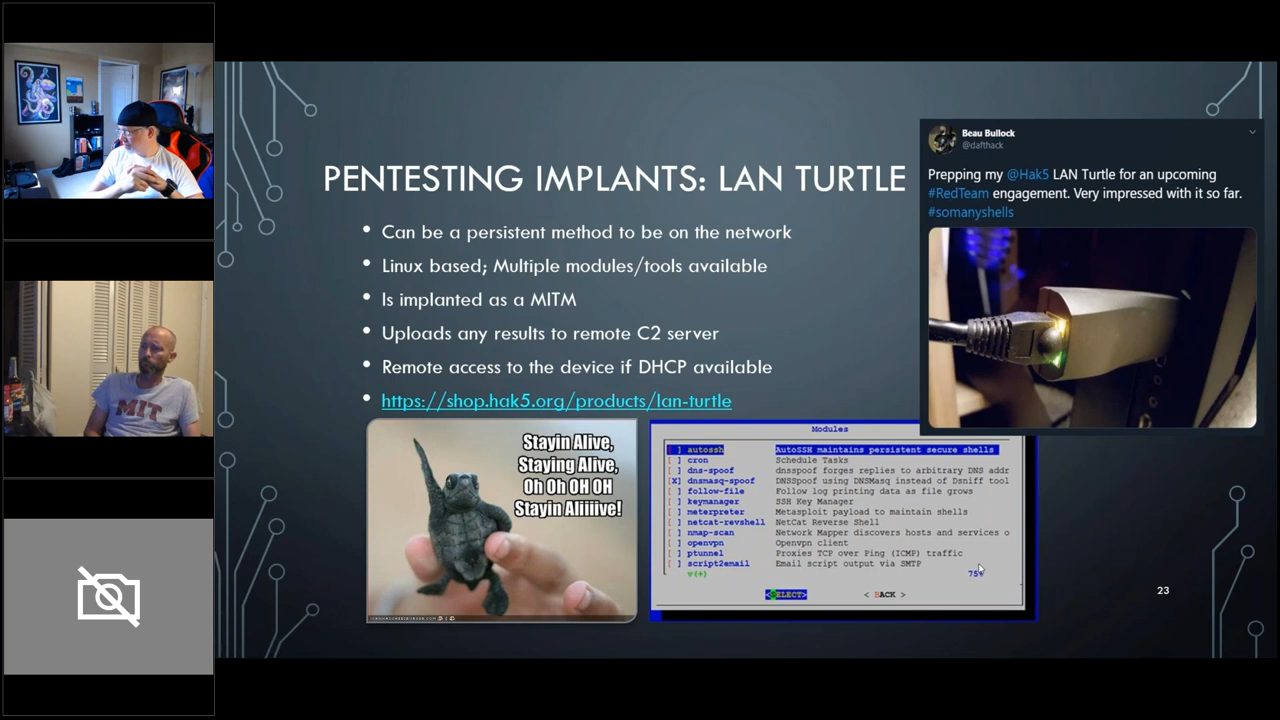 PENTESTING IMPLANTS: LAN TURTLE
• Can be a persistent method to be on the network
• Linux based; Multiple modules/tools available
• Is implanted as a MITM
• Uploads any results to remote C2 server
• Remote access to the device if DHCP available
• https://shop.hak5.org/products/lan-turtle
Beau Bullock
@dafthack
Prepping my @Hak5 LAN Turtle for an upcoming
#RedTeam engagement. Very impressed with it so far.
#somanyshells
Stayin Alive,
Staying Alive,
Oh Oh OH OH
Stayin Aliiiive!
Modules
[ ] autossh AutoSSH maintains persistent secure shells
[ ] cron Schedule Tasks
[ ] dns-spoof dnsspoof forges replies to arbitrary DNS addr
[X] dnsmasq-spoof DNSSpoof using DNSMasq instead of Dsniff tool
[ ] follow-file Follow log printing data as file grows
[ ] keymanager SSH Key Manager
[ ] meterpreter Metasploit payload to maintain shells
[ ] netcat-revshell NetCat Reverse Shell
[ ] nmap-scan Network Mapper discovers hosts and services o
[ ] openvpn Openvpn client
[ ] ptunnel Proxies TCP over Ping (ICMP) traffic
[ ] script2email Email script output via SMTP
v(+) 75%
<SELECT> < BACK >
23
MIT